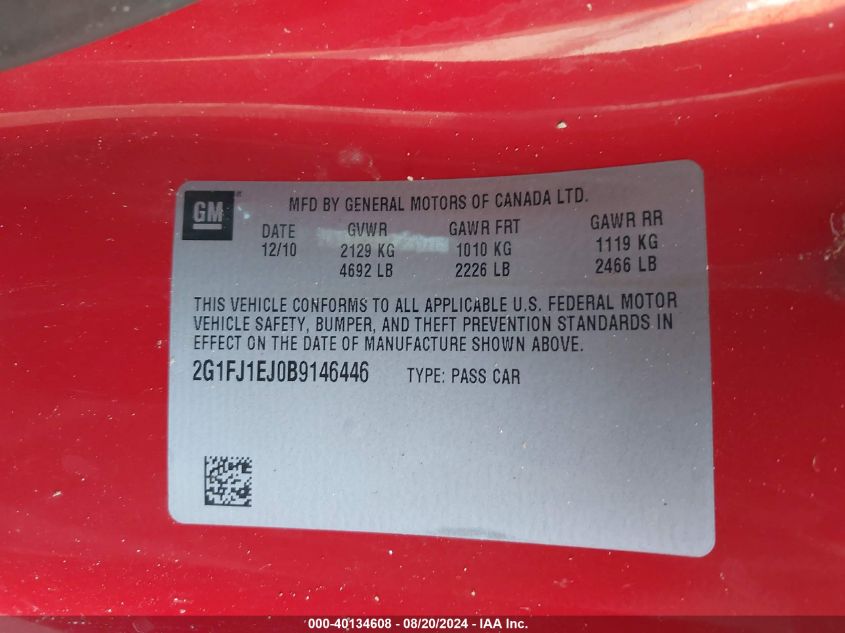 GM
MFD BY GENERAL MOTORS OF CANADA LTD.
DATE GVWR GAWR FRT GAWR RR
12/10 2129 KG 1010 KG 1119 KG
4692 LB 2226 LB 2466 LB
THIS VEHICLE CONFORMS TO ALL APPLICABLE U.S. FEDERAL MOTOR
VEHICLE SAFETY, BUMPER, AND THEFT PREVENTION STANDARDS IN
EFFECT ON THE DATE OF MANUFACTURE SHOWN ABOVE.
2G1FJ1EJ0B9146446 TYPE: PASS CAR
000-40134608 - 08/20/2024 - IAA Inc.